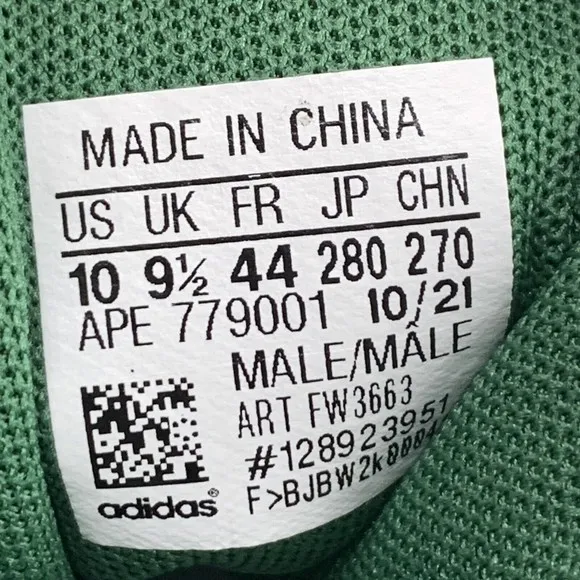 MADE IN CHINA
US UK FR JP CHN
10 9½ 44 280 270
APE 779001 10/21
MALE/MÂLE
ART FW3663
#128923951
F>BJBW2K0004
adidas®